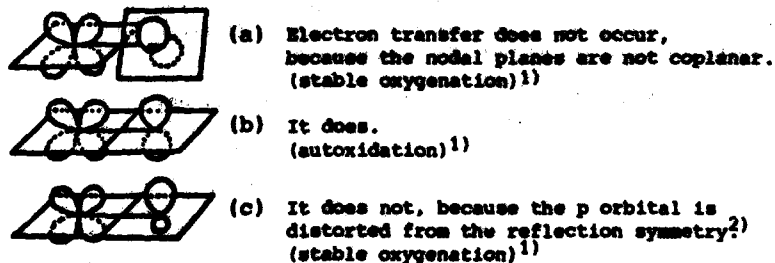 (a) Electron transfer does not occur,
because the nodal planes are not coplanar.
(stable oxygenation)1)
(b) It does.
(autoxidation)1)
(c) It does not, because the p orbital is
distorted from the reflection symmetry.2)
(stable oxygenation)1)